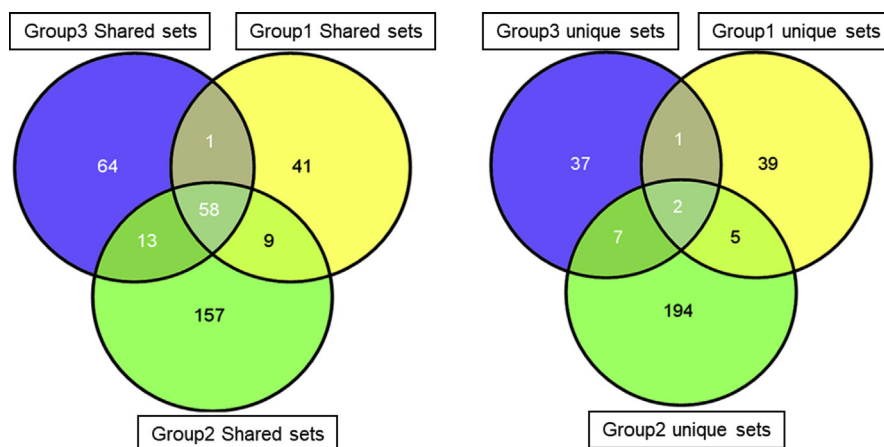 Group3 Shared sets
Group1 Shared sets
64
1
41
58
13
9
157
Group2 Shared sets
Group3 unique sets
Group1 unique sets
37
1
39
2
7
5
194
Group2 unique sets